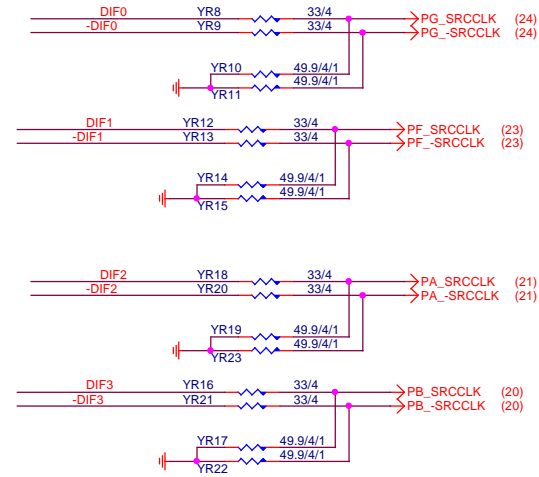 DIF0 YR8 33/4 PG_SRCCLK (24)
-DIF0 YR9 33/4 PG_-SRCCLK (24)
YR10 49.9/4/1
YR11 49.9/4/1
DIF1 YR12 33/4 PF_SRCCLK (23)
-DIF1 YR13 33/4 PF_-SRCCLK (23)
YR14 49.9/4/1
YR15 49.9/4/1
DIF2 YR18 33/4 PA_SRCCLK (21)
-DIF2 YR20 33/4 PA_-SRCCLK (21)
YR19 49.9/4/1
YR23 49.9/4/1
DIF3 YR16 33/4 PB_SRCCLK (20)
-DIF3 YR21 33/4 PB_-SRCCLK (20)
YR17 49.9/4/1
YR22 49.9/4/1